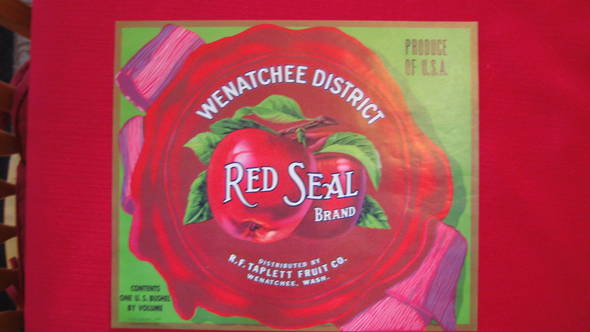 PRODUCE
OF U.S.A.
WENATCHEE DISTRICT
RED SEAL
BRAND
DISTRIBUTED BY
R.F. TAPLETT FRUIT CO.
WENATCHEE, WASH.
CONTENTS
ONE U.S. BUSHEL
BY VOLUME